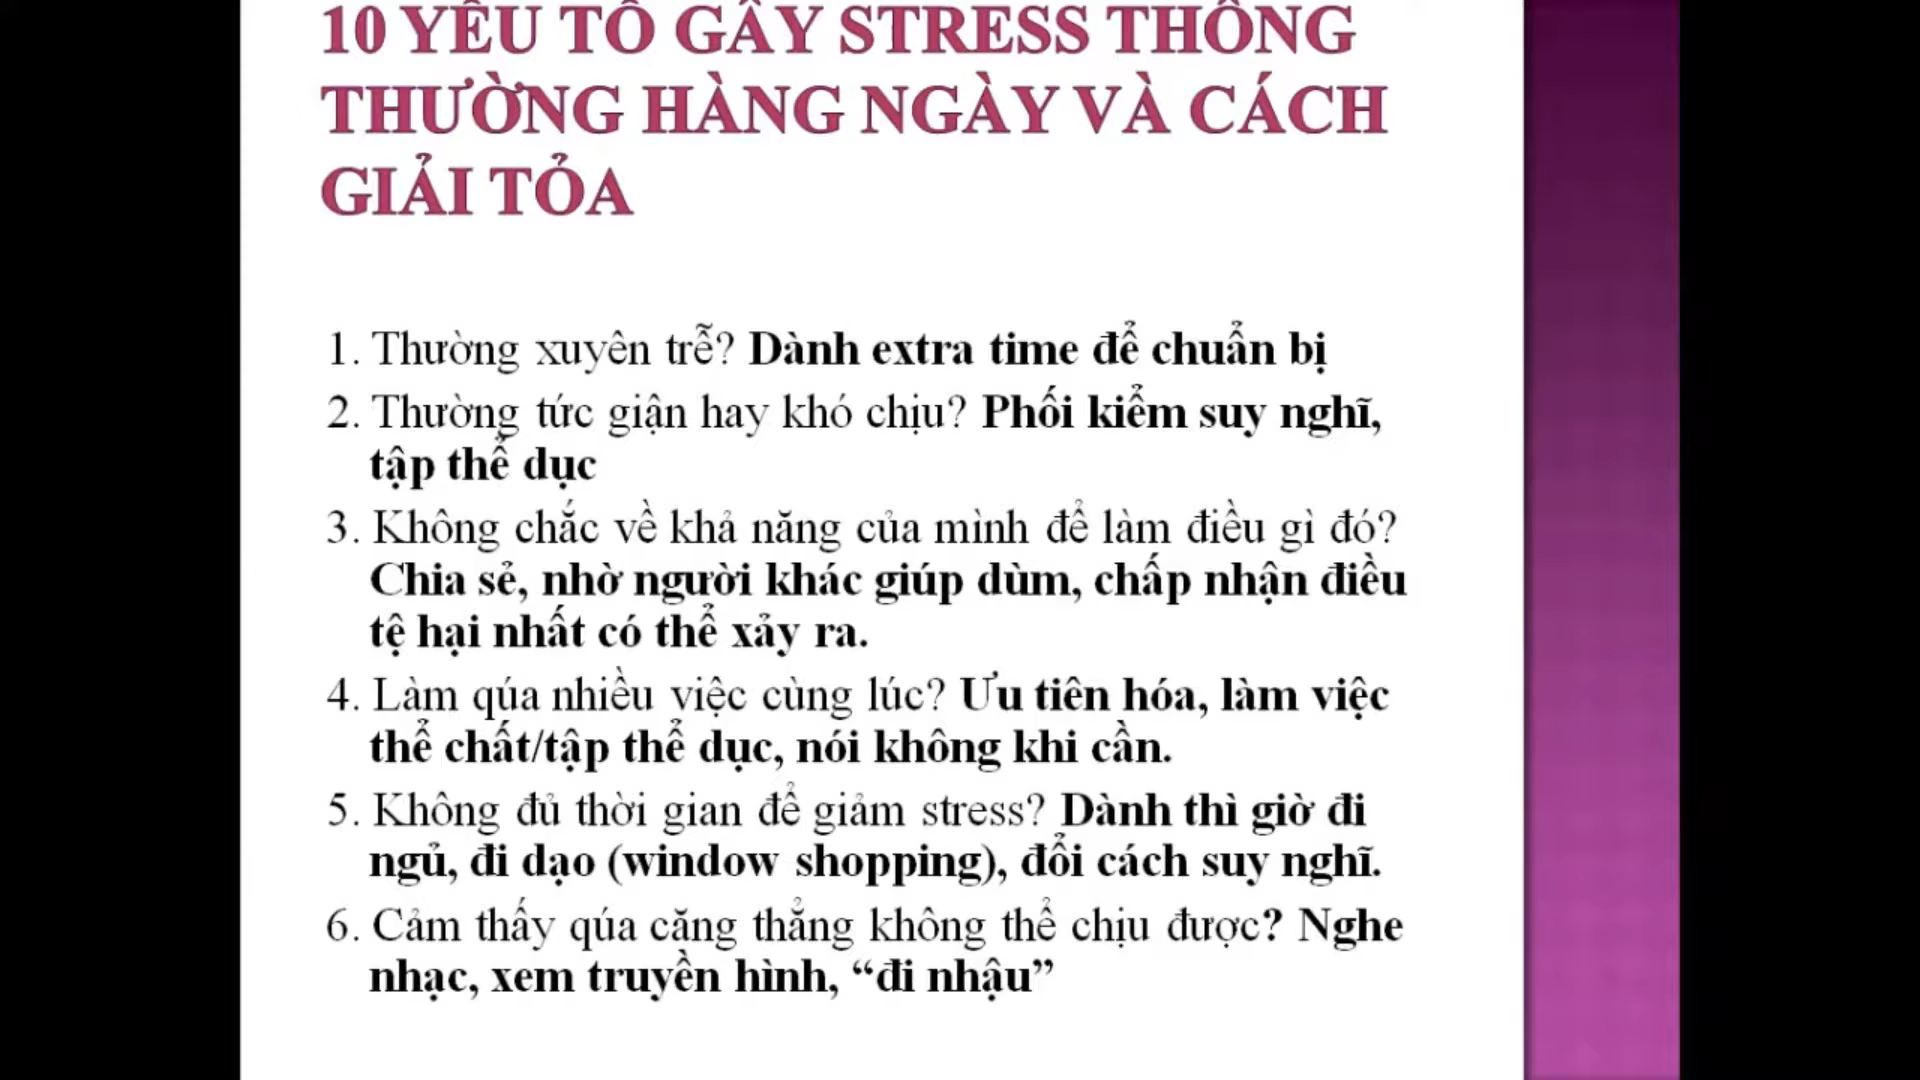 10 YẾU TỐ GÂY STRESS THÔNG
THƯỜNG HÀNG NGÀY VÀ CÁCH
GIẢI TỎA
1. Thường xuyên trễ? Dành extra time để chuẩn bị
2. Thường tức giận hay khó chịu? Phối kiểm suy nghĩ,
tập thể dục
3. Không chắc về khả năng của mình để làm điều gì đó?
Chia sẻ, nhờ người khác giúp dùm, chấp nhận điều
tệ hại nhất có thể xảy ra.
4. Làm qúa nhiều việc cùng lúc? Ưu tiên hóa, làm việc
thể chất/tập thể dục, nói không khi cần.
5. Không đủ thời gian để giảm stress? Dành thì giờ đi
ngủ, đi dạo (window shopping), đổi cách suy nghĩ.
6. Cảm thấy qúa căng thẳng không thể chịu được? Nghe
nhạc, xem truyền hình, “đi nhậu”